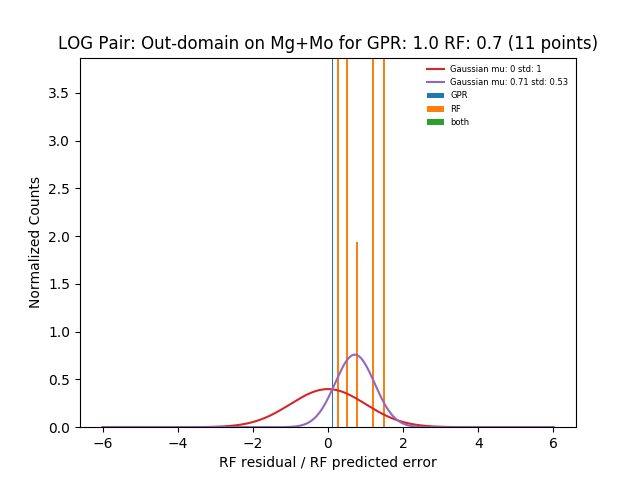 LOG Pair: Out-domain on Mg+Mo for GPR: 1.0 RF: 0.7 (11 points)
Gaussian mu: 0 std: 1
Gaussian mu: 0.71 std: 0.53
GPR
RF
both
Normalized Counts
3.5
3.0
2.5
2.0
1.5
1.0
0.5
0.0
−6
−4
−2
0
2
4
6
RF residual / RF predicted error